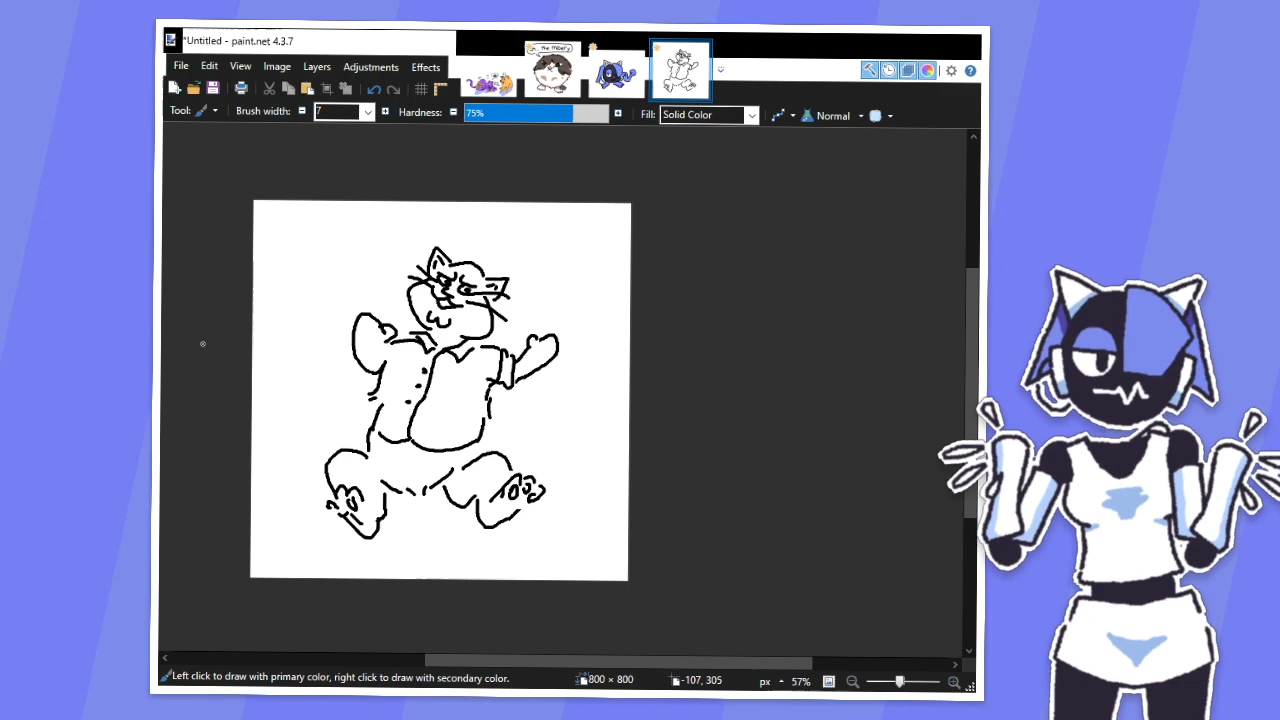 *Untitled - paint.net 4.3.7
the misery
File Edit View Image Layers Adjustments Effects
Tool: Brush width: 7 Hardness: 75% Fill: Solid Color Normal
Left click to draw with primary color, right click to draw with secondary color. 800 × 800 -107, 305 px 57%